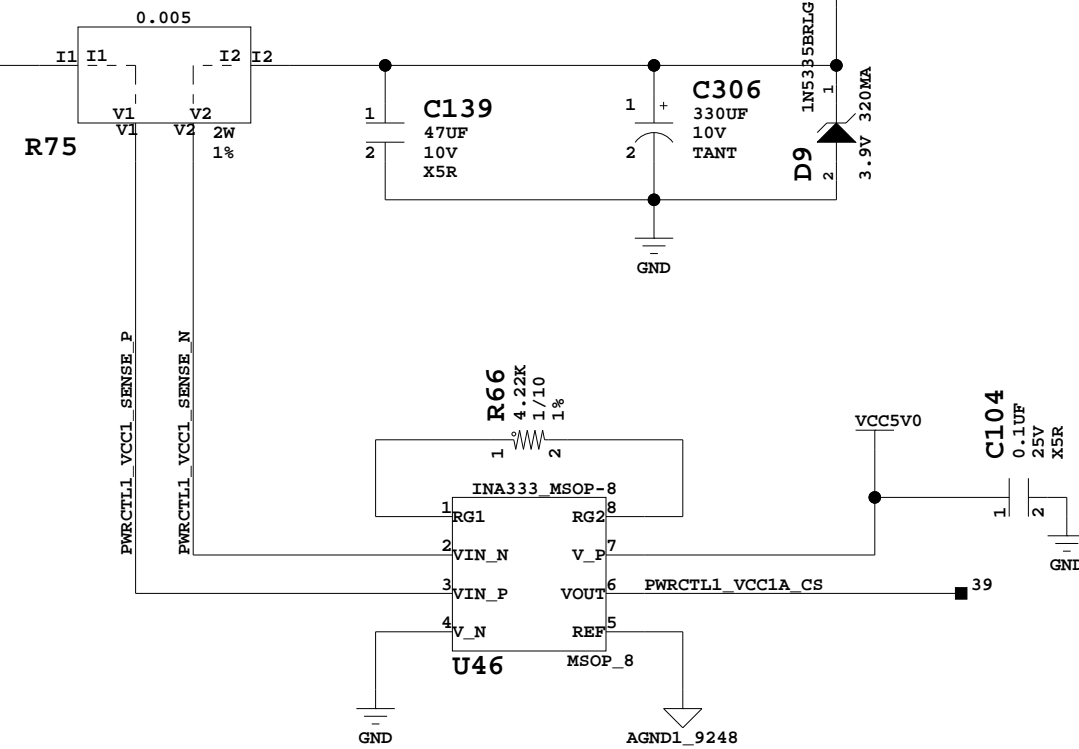 0.005
I1 I1 I2 I2
V1 V2
V1 V2
R75
2W
1%
C139
47UF
10V
X5R
1
2
C306
330UF
10V
TANT
1 +
2
1N5335BRLG
1
D9
2
3.9V 320MA
GND
PWRCTL1_VCC1_SENSE_P
PWRCTL1_VCC1_SENSE_N
R66
4.22K
1/10
1%
1 2
INA333_MSOP-8
1 RG1 RG2 8
2 VIN_N V_P 7
3 VIN_P VOUT 6
4 V_N REF 5
U46
MSOP_8
PWRCTL1_VCC1A_CS
39
VCC5V0
C104
0.1UF
25V
X5R
1 2
GND
GND
AGND1_9248